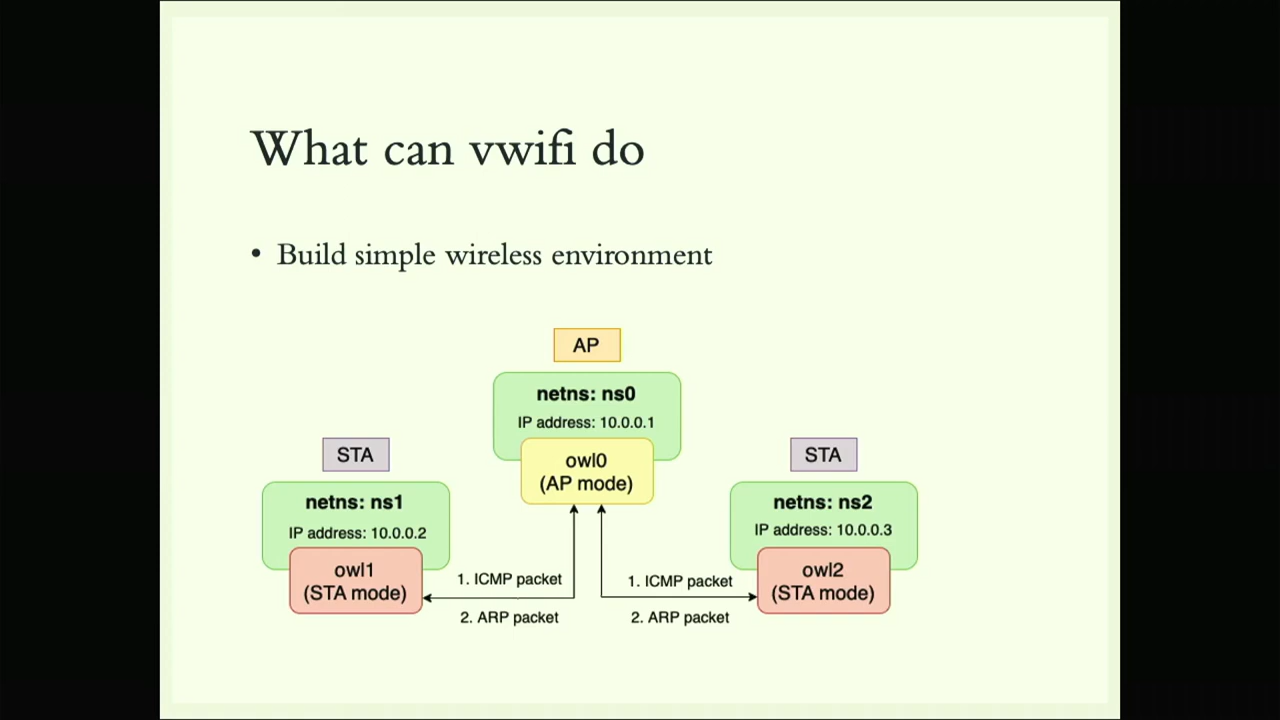 What can vwifi do
• Build simple wireless environment
AP
netns: ns0
IP address: 10.0.0.1
owl0
(AP mode)
STA
netns: ns1
IP address: 10.0.0.2
owl1
(STA mode)
1. ICMP packet
2. ARP packet
STA
netns: ns2
IP address: 10.0.0.3
owl2
(STA mode)
1. ICMP packet
2. ARP packet